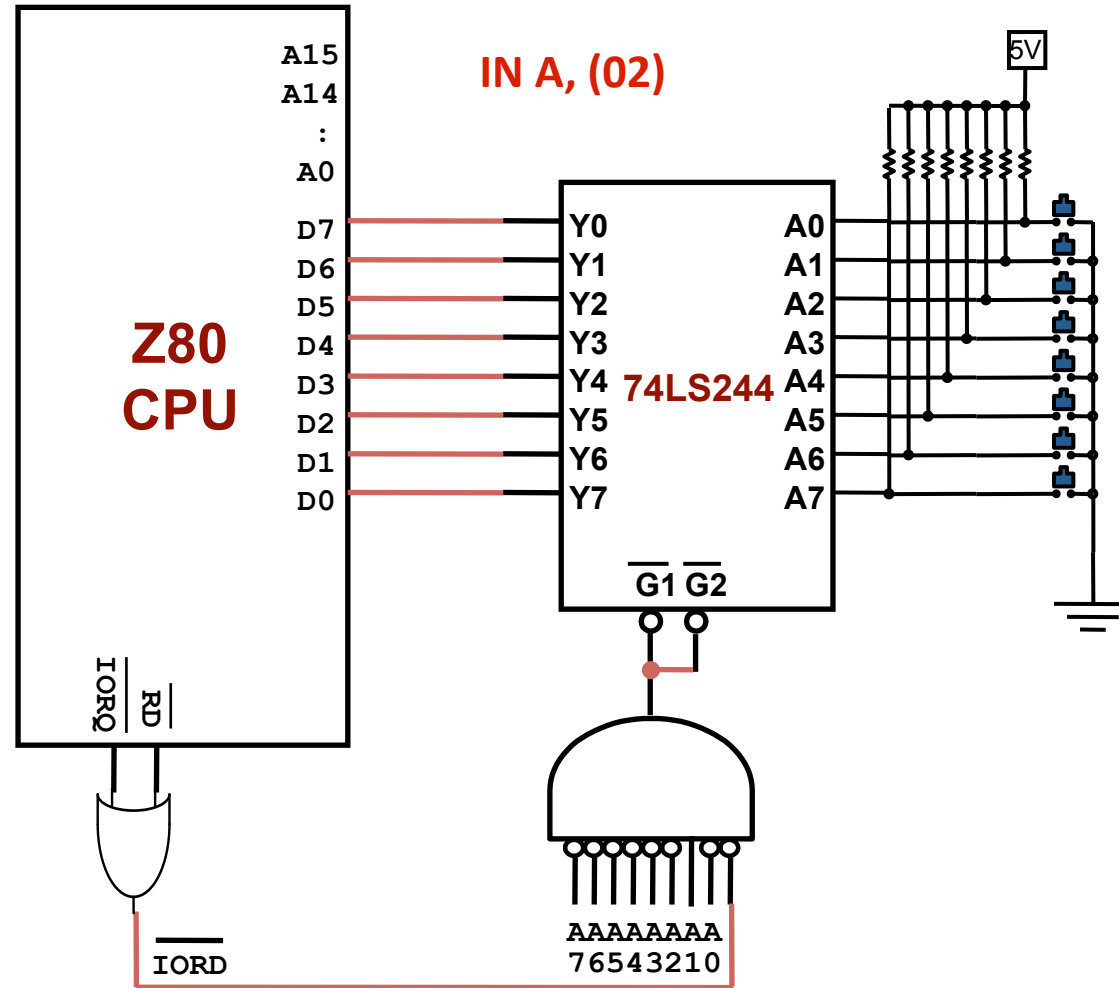 IN A, (02)
5V
A15
A14
:
A0
D7
D6
D5
D4
D3
D2
D1
D0
Z80
CPU
IORQ
RD
IORD
Y0
Y1
Y2
Y3
Y4
Y5
Y6
Y7
74LS244
A0
A1
A2
A3
A4
A5
A6
A7
G1 G2
AAAAAAAA
76543210